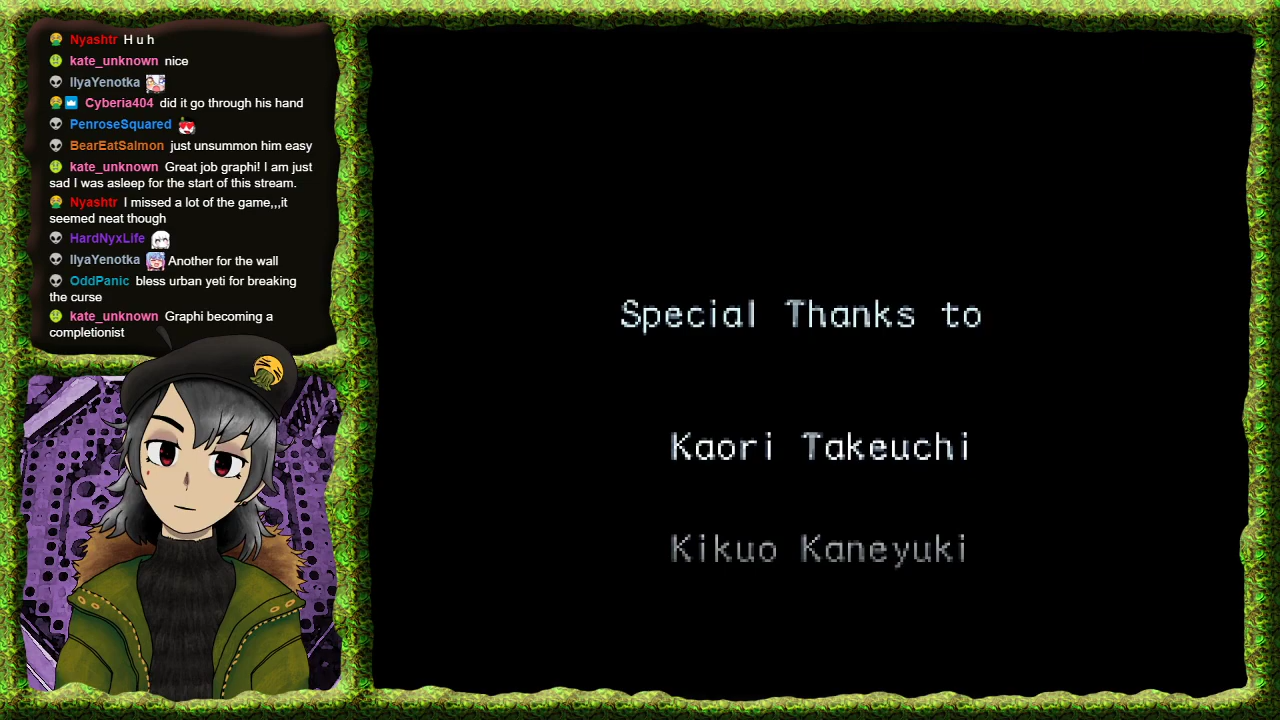 Nyashtr H u h
kate_unknown nice
IlyaYenotka
Cyberia404 did it go through his hand
PenroseSquared
BearEatSalmon just unsummon him easy
kate_unknown Great job graphi! I am just
sad I was asleep for the start of this stream.
Nyashtr I missed a lot of the game,,,it
seemed neat though
HardNyxLife
IlyaYenotka Another for the wall
OddPanic bless urban yeti for breaking
the curse
kate_unknown Graphi becoming a
completionist
Special Thanks to
Kaori Takeuchi
Kikuo Kaneyuki